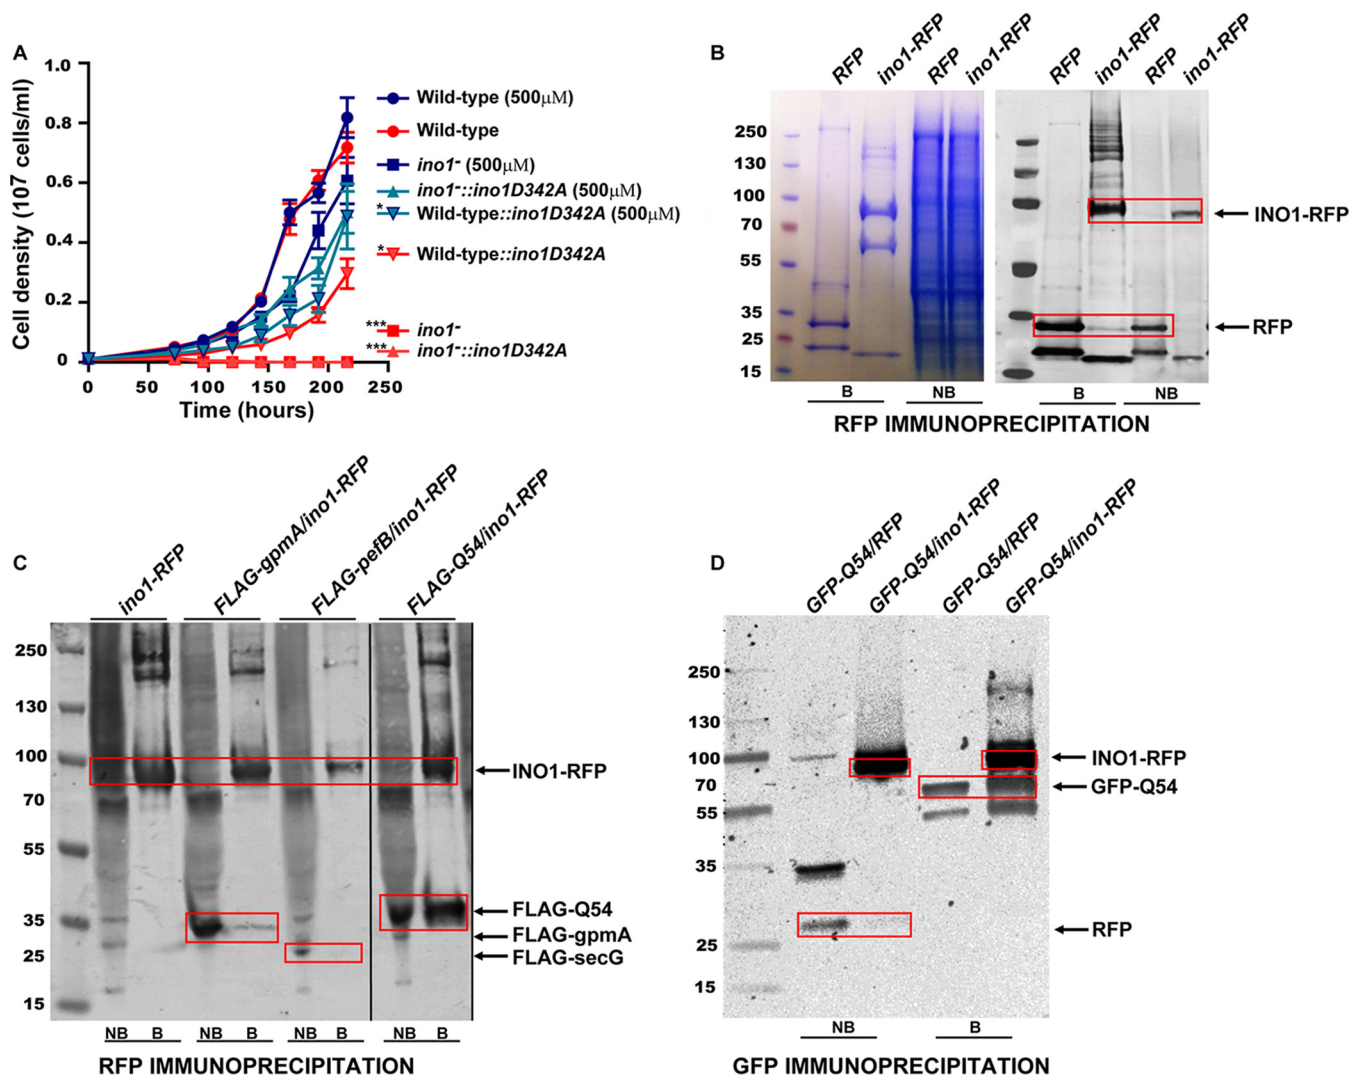 A
Cell density (107 cells/ml)
1.0
0.8
0.6
0.4
0.2
0
0 50 100 150 200 250
Time (hours)
Wild-type (500μM)
Wild-type
ino1- (500μM)
ino1-::ino1D342A (500μM)
* Wild-type::ino1D342A (500μM)
* Wild-type::ino1D342A
*** ino1-
*** ino1-::ino1D342A
B
RFP ino1-RFP RFP ino1-RFP RFP ino1-RFP RFP ino1-RFP
250
130
100
70
55
35
25
15
INO1-RFP
RFP
B NB B NB
RFP IMMUNOPRECIPITATION
C
ino1-RFP FLAG-gpmA/ino1-RFP FLAG-pefB/ino1-RFP FLAG-Q54/ino1-RFP
250
130
100
70
55
35
25
15
INO1-RFP
FLAG-Q54
FLAG-gpmA
FLAG-secG
NB B NB B NB B NB B
RFP IMMUNOPRECIPITATION
D
GFP-Q54/RFP GFP-Q54/ino1-RFP GFP-Q54/RFP GFP-Q54/ino1-RFP
250
130
100
70
55
35
25
15
INO1-RFP
GFP-Q54
RFP
NB B
GFP IMMUNOPRECIPITATION